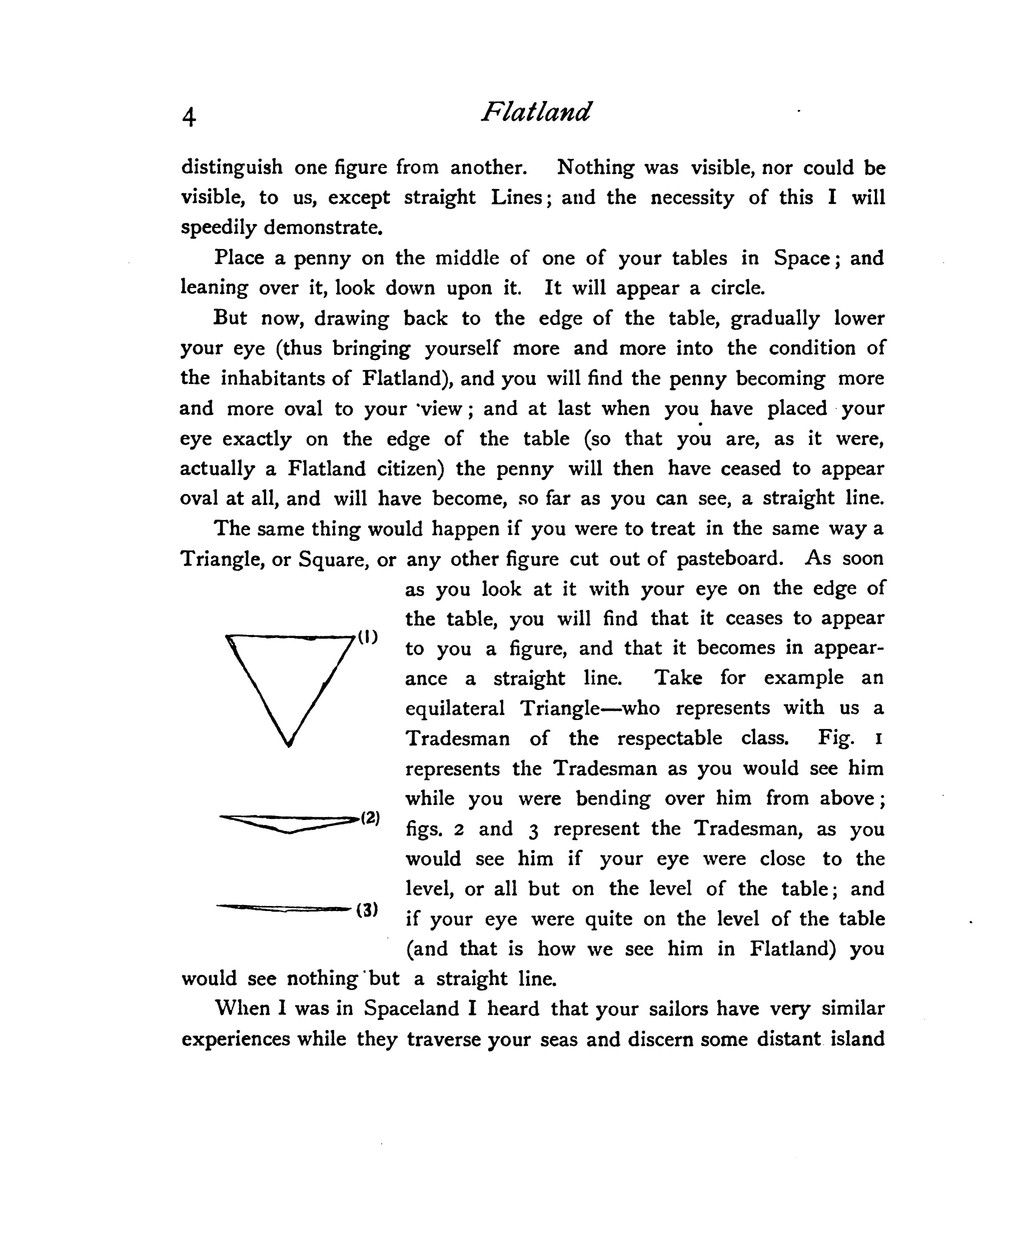 4 Flatland
distinguish one figure from another. Nothing was visible, nor could be
visible, to us, except straight Lines; and the necessity of this I will
speedily demonstrate.
Place a penny on the middle of one of your tables in Space; and
leaning over it, look down upon it. It will appear a circle.
But now, drawing back to the edge of the table, gradually lower
your eye (thus bringing yourself more and more into the condition of
the inhabitants of Flatland), and you will find the penny becoming more
and more oval to your view; and at last when you have placed your
eye exactly on the edge of the table (so that you are, as it were,
actually a Flatland citizen) the penny will then have ceased to appear
oval at all, and will have become, so far as you can see, a straight line.
The same thing would happen if you were to treat in the same way a
Triangle, or Square, or any other figure cut out of pasteboard. As soon
as you look at it with your eye on the edge of
the table, you will find that it ceases to appear
to you a figure, and that it becomes in appear-
ance a straight line. Take for example an
equilateral Triangle—who represents with us a
Tradesman of the respectable class. Fig. 1
represents the Tradesman as you would see him
while you were bending over him from above;
figs. 2 and 3 represent the Tradesman, as you
would see him if your eye were close to the
level, or all but on the level of the table; and
if your eye were quite on the level of the table
(and that is how we see him in Flatland) you
would see nothing but a straight line.
(1)
(2)
(3)
When I was in Spaceland I heard that your sailors have very similar
experiences while they traverse your seas and discern some distant island